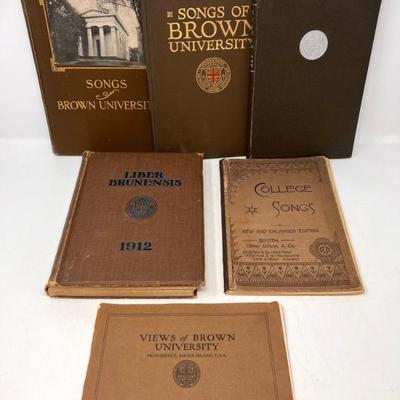 SONGS
of
BROWN UNIVERSITY
SONGS OF
BROWN
UNIVERSITY
LIBER
BRUNENSIS
1912
COLLEGE
SONGS
NEW AND ENLARGED EDITION.
BOSTON
Oliver Ditson & Co.
VIEWS of BROWN
UNIVERSITY
PROVIDENCE, RHODE ISLAND, U.S.A.